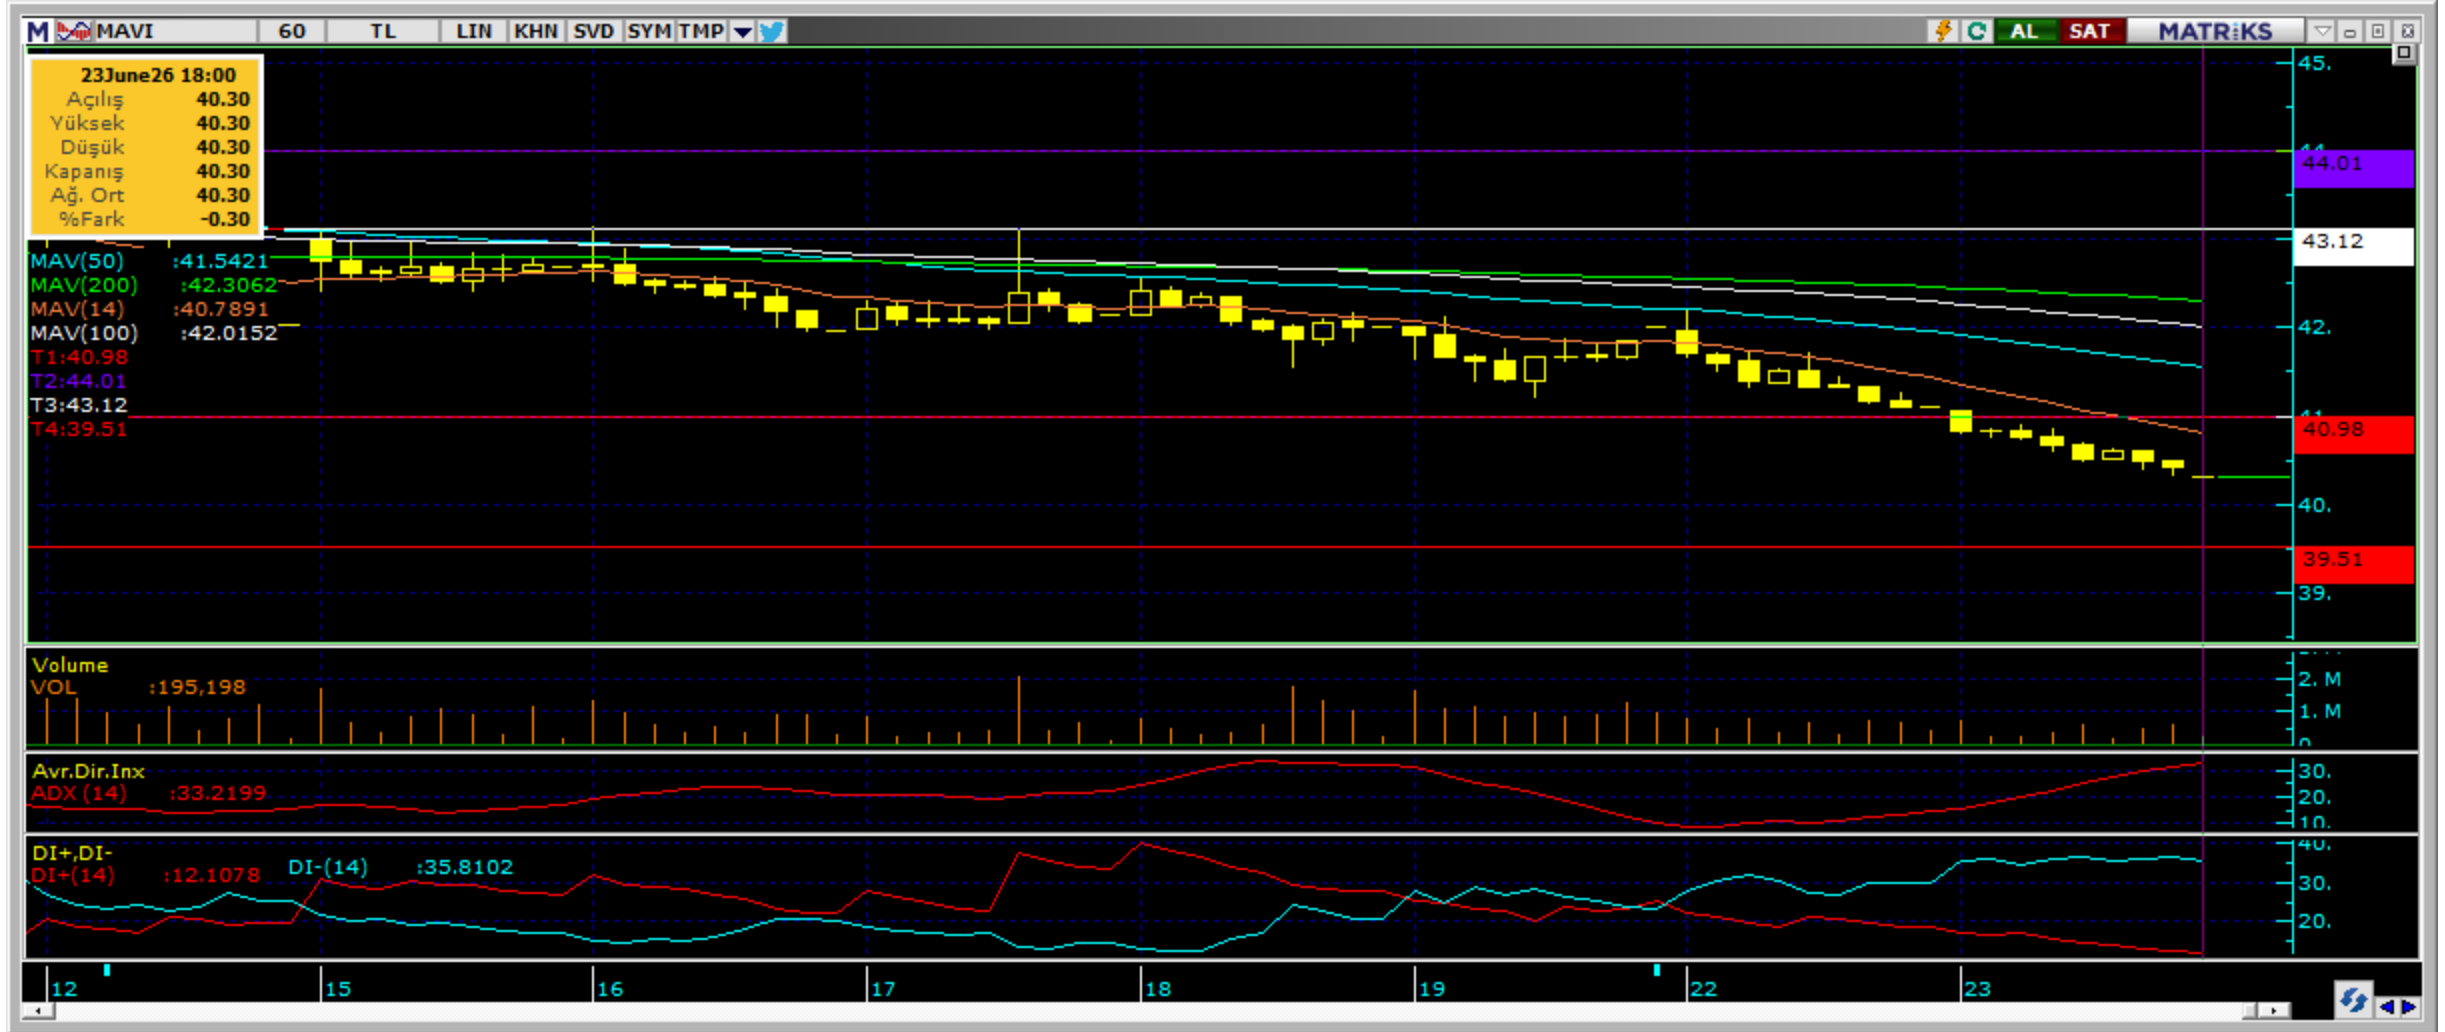 M MAVI 60 TL LIN KHN SVD SYM TMP AL SAT MATRİKS
23June26 18:00
Açılış 40.30
Yüksek 40.30
Düşük 40.30
Kapanış 40.30
Ağ. Ort 40.30
%Fark -0.30
MAV(50) :41.5421
MAV(200) :42.3062
MAV(14) :40.7891
MAV(100) :42.0152
T1:40.98
T2:44.01
T3:43.12
T4:39.51
45.
44.01
43.12
42.
41.
40.98
40.
39.51
39.
Volume
VOL :195,198
2. M
1. M
0
Avr.Dir.Inx
ADX (14) :33.2199
30.
20.
10.
DI+,DI-
DI+(14) :12.1078 DI-(14) :35.8102
40.
30.
20.
12 15 16 17 18 19 22 23